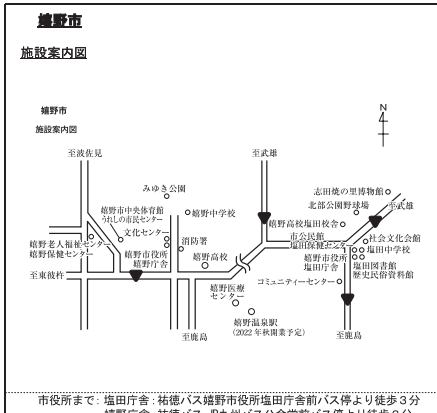 嬉野市
施設案内図
嬉野市
施設案内図
N
至波佐見
至武雄
みゆき公園
志田焼の里博物館
北部公園野球場
至武雄
嬉野市中央体育館
うれしの市民センター
嬉野中学校
嬉野高校塩田校舎
文化センター
社会文化会館
嬉野老人福祉センター
嬉野保健センター
消防署
市公民館
塩田保健センター
塩田中学校
嬉野市役所
嬉野庁舎
嬉野高校
嬉野市役所
塩田庁舎
塩田図書館
歴史民俗資料館
至東彼杵
嬉野医療
センター
コミュニティーセンター
嬉野温泉駅
(2022年秋開業予定)
至鹿島
至鹿島
市役所まで: 塩田庁舎: 祐徳バス嬉野市役所塩田庁舎前バス停より徒歩3分